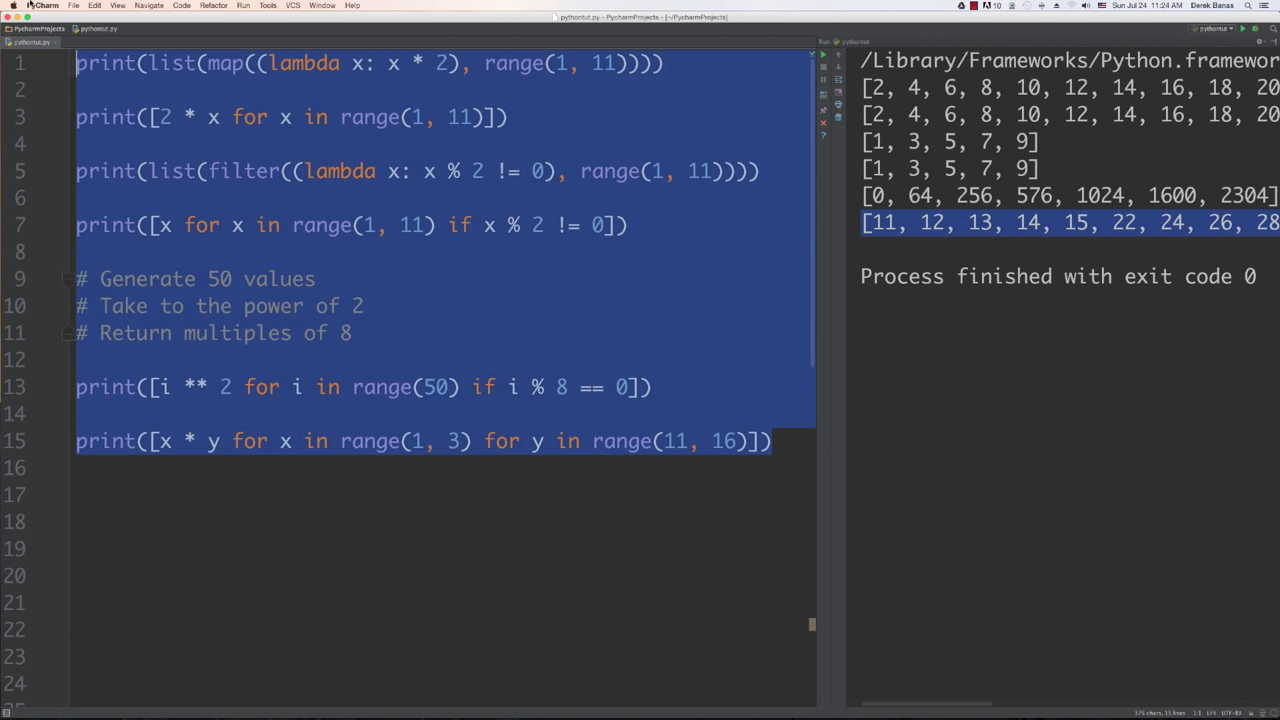 PyCharm File Edit View Navigate Code Refactor Run Tools VCS Window Help
10 Sun Jul 24 11:24 AM Derek Banas
pythontut.py - PycharmProjects - [~/PycharmProjects]
PycharmProjects pythontut.py
pythontut
pythontut.py
Run: pythontut
1 print(list(map((lambda x: x * 2), range(1, 11))))
2
3 print([2 * x for x in range(1, 11)])
4
5 print(list(filter((lambda x: x % 2 != 0), range(1, 11))))
6
7 print([x for x in range(1, 11) if x % 2 != 0])
8
9 # Generate 50 values
10 # Take to the power of 2
11 # Return multiples of 8
12
13 print([i ** 2 for i in range(50) if i % 8 == 0])
14
15 print([x * y for x in range(1, 3) for y in range(11, 16)])
16
17
18
19
20
21
22
23
24
/Library/Frameworks/Python.framewor
[2, 4, 6, 8, 10, 12, 14, 16, 18, 20
[2, 4, 6, 8, 10, 12, 14, 16, 18, 20
[1, 3, 5, 7, 9]
[1, 3, 5, 7, 9]
[0, 64, 256, 576, 1024, 1600, 2304]
[11, 12, 13, 14, 15, 22, 24, 26, 28
Process finished with exit code 0
375 chars, 15 lines 1:1 LF÷ UTF-8÷